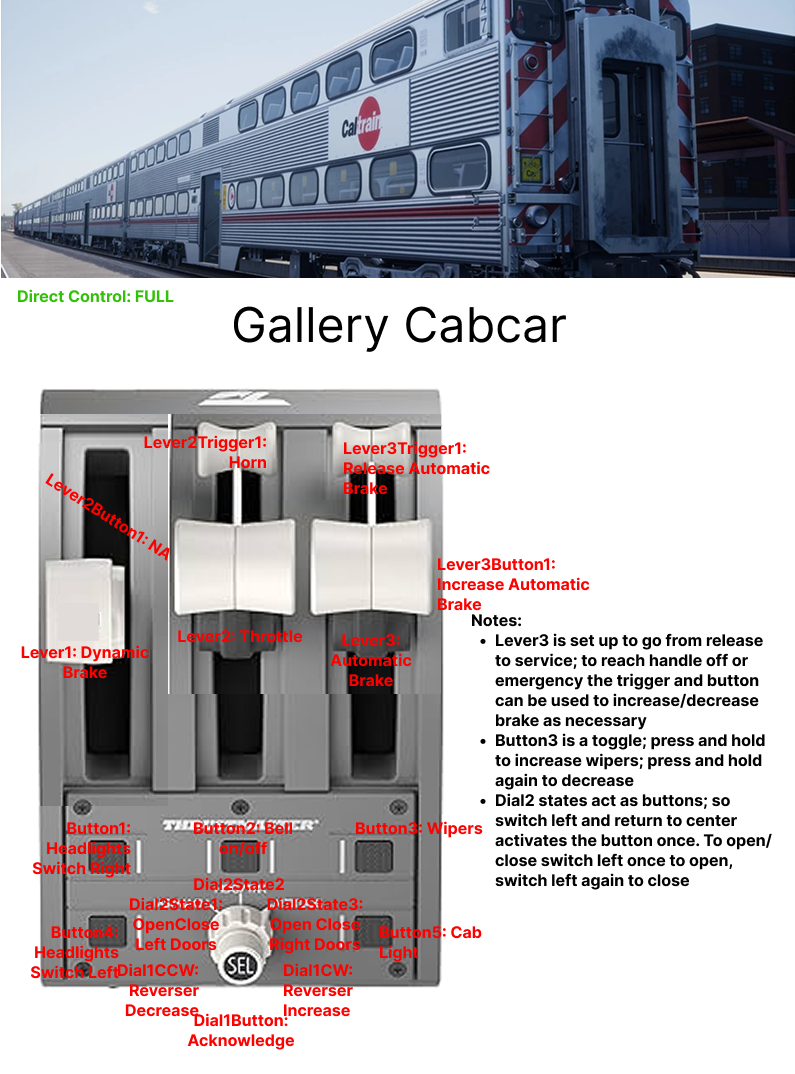 Caltrain
Direct Control: FULL
Gallery Cabcar
Lever2Trigger1:
Horn
Lever3Trigger1:
Release Automatic
Brake
Lever2Button1: NA
Lever3Button1:
Increase Automatic
Brake
Lever1: Dynamic
Brake
Lever2: Throttle
Lever3:
Automatic
Brake
Notes:
• Lever3 is set up to go from release
to service; to reach handle off or
emergency the trigger and button
can be used to increase/decrease
brake as necessary
• Button3 is a toggle; press and hold
to increase wipers; press and hold
again to decrease
• Dial2 states act as buttons; so
switch left and return to center
activates the button once. To open/
close switch left once to open,
switch left again to close
THRUSTMASTER
Button1:
Headlights
Switch Right
Button2: Bell
on/off
Button3: Wipers
Dial2State2
Dial2State1:
OpenClose
Left Doors
Dial2State3:
Open Close
Right Doors
Button4:
Headlights
Switch Left
Button5: Cab
Light
SEL
Dial1CCW:
Reverser
Decrease
Dial1CW:
Reverser
Increase
Dial1Button:
Acknowledge